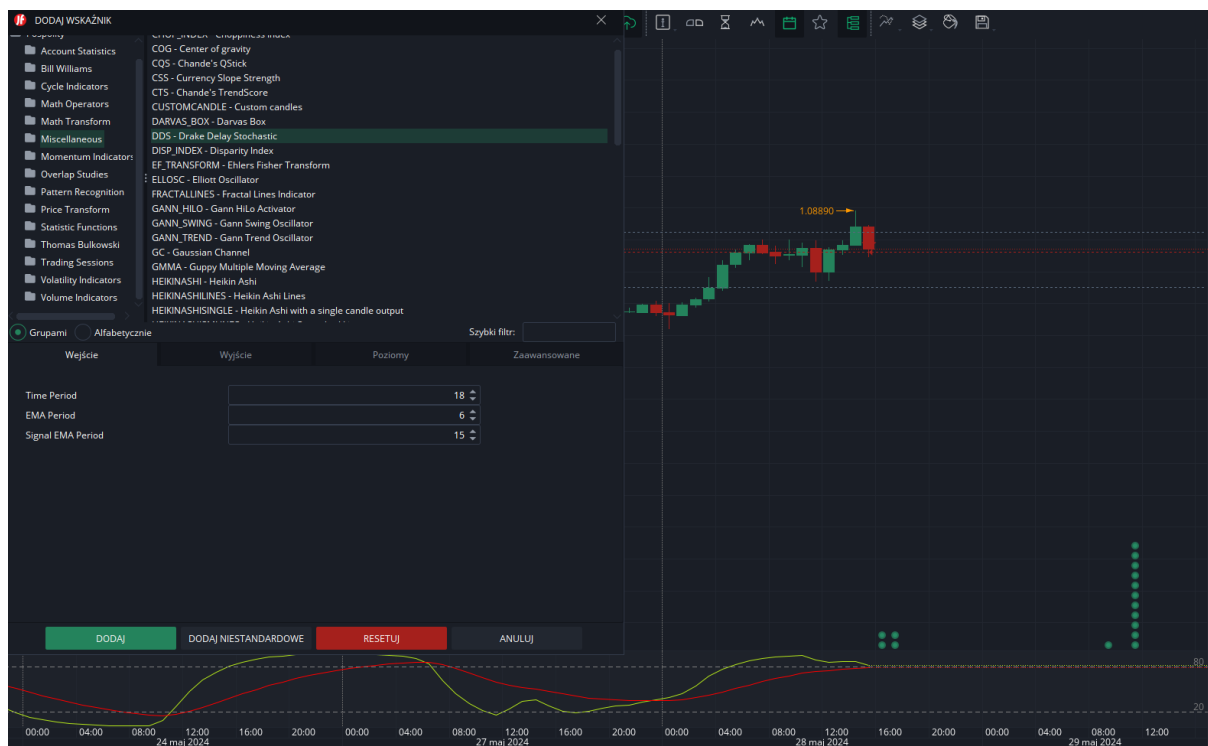 DODAJ WSKAŹNIK
Account Statistics
Bill Williams
Cycle Indicators
Math Operators
Math Transform
Miscellaneous
Momentum Indicators
Overlap Studies
Pattern Recognition
Price Transform
Statistic Functions
Thomas Bulkowski
Trading Sessions
Volatility Indicators
Volume Indicators
COG - Center of gravity
CQS - Chande's QStick
CSS - Currency Slope Strength
CTS - Chande's TrendScore
CUSTOMCANDLE - Custom candles
DARVAS_BOX - Darvas Box
DDS - Drake Delay Stochastic
DISP_INDEX - Disparity Index
EF_TRANSFORM - Ehlers Fisher Transform
ELLOSC - Elliott Oscillator
FRACTALLINES - Fractal Lines Indicator
GANN_HILO - Gann HiLo Activator
GANN_SWING - Gann Swing Oscillator
GANN_TREND - Gann Trend Oscillator
GC - Gaussian Channel
GMMA - Guppy Multiple Moving Average
HEIKINASHI - Heikin Ashi
HEIKINASHILINES - Heikin Ashi Lines
HEIKINASHISINGLE - Heikin Ashi with a single candle output
Grupami Alfabetycznie Szybki filtr:
Wejście Wyjście Poziomy Zaawansowane
Time Period 18
EMA Period 6
Signal EMA Period 15
DODAJ DODAJ NIESTANDARDOWE RESETUJ ANULUJ
1.08890
80
20
00:00 04:00 08:00 12:00 16:00 20:00 00:00 04:00 08:00 12:00 16:00 20:00 00:00 04:00 08:00 12:00 16:00 20:00 00:00 04:00 08:00 12:00
24 maj 2024 27 maj 2024 28 maj 2024 29 maj 2024